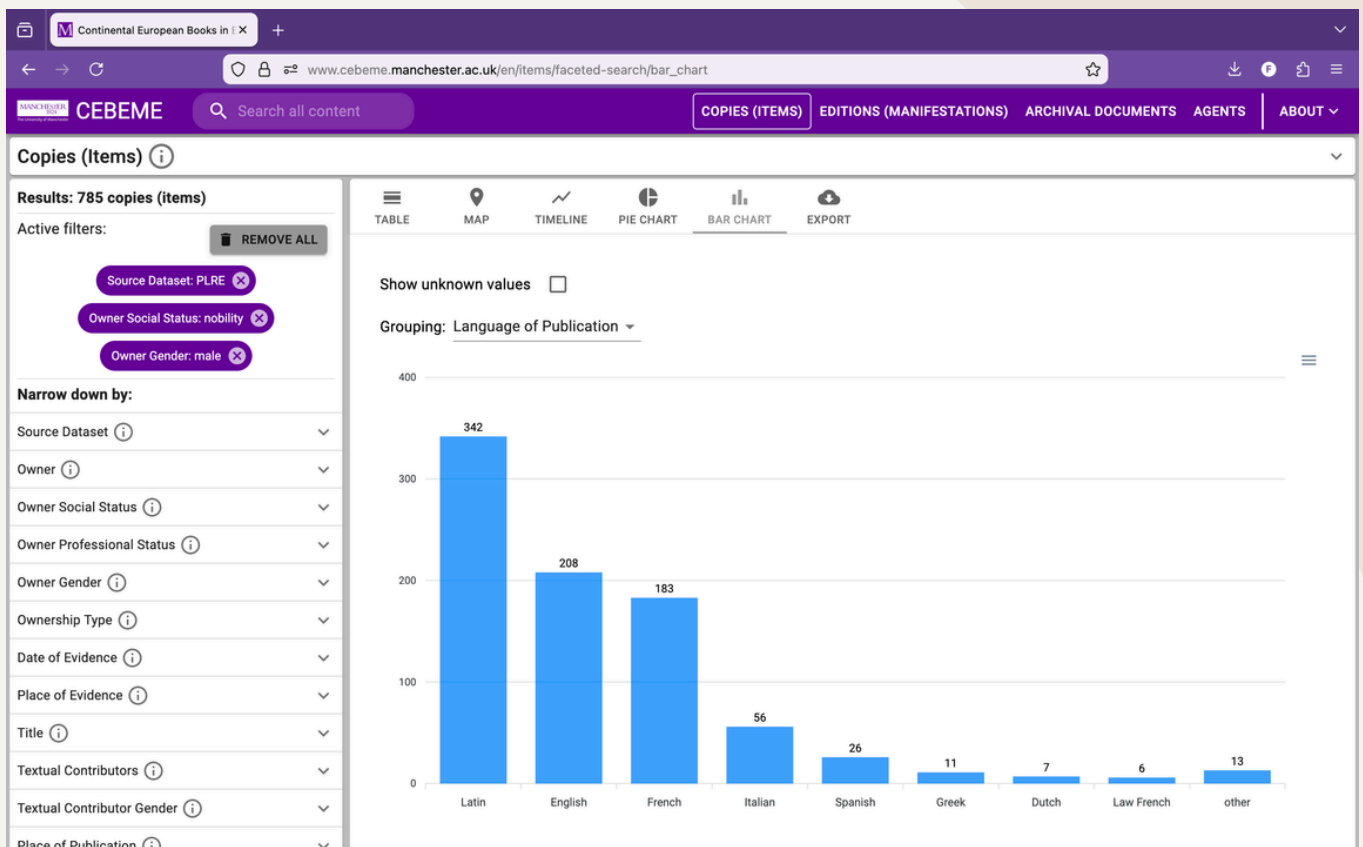 Continental European Books in E
www.cebeme.manchester.ac.uk/en/items/faceted-search/bar_chart
MANCHESTER
1824
The University of Manchester
CEBEME
Search all content
COPIES (ITEMS)
EDITIONS (MANIFESTATIONS)
ARCHIVAL DOCUMENTS
AGENTS
ABOUT
Copies (Items)
Results: 785 copies (items)
Active filters:
REMOVE ALL
Source Dataset: PLRE
Owner Social Status: nobility
Owner Gender: male
Narrow down by:
Source Dataset
Owner
Owner Social Status
Owner Professional Status
Owner Gender
Ownership Type
Date of Evidence
Place of Evidence
Title
Textual Contributors
Textual Contributor Gender
Place of Publication
TABLE
MAP
TIMELINE
PIE CHART
BAR CHART
EXPORT
Show unknown values
Grouping: Language of Publication
400
300
200
100
0
342
208
183
56
26
11
7
6
13
Latin
English
French
Italian
Spanish
Greek
Dutch
Law French
other